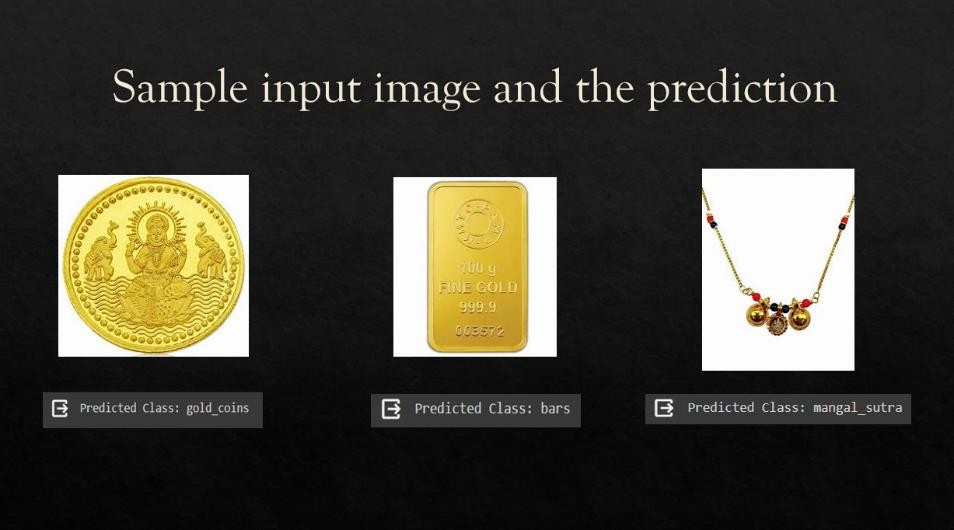 Sample input image and the prediction
100 g
FINE GOLD
999.9
003572
Predicted Class: gold_coins
Predicted Class: bars
Predicted Class: mangal_sutra